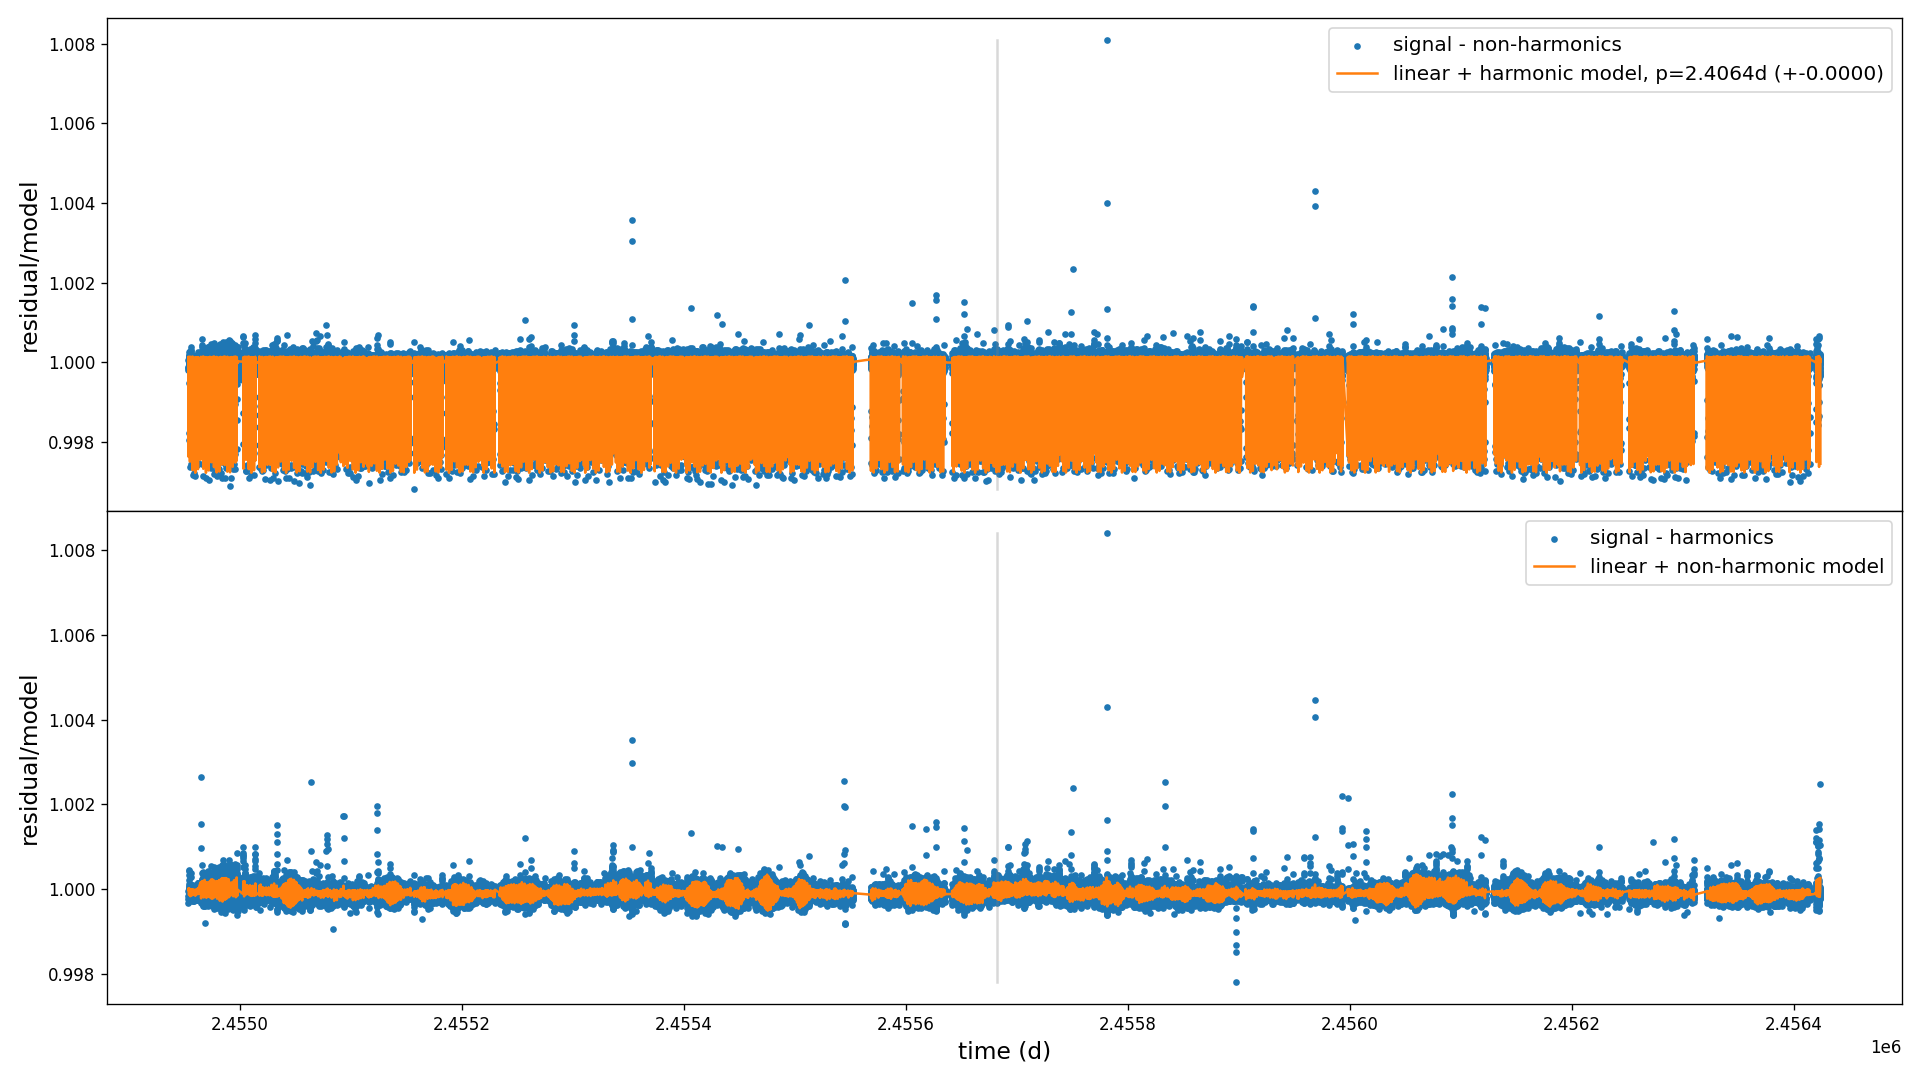 signal - non-harmonics
linear + harmonic model, p=2.4064d (+-0.0000)
1.008
1.006
1.004
1.002
1.000
0.998
residual/model
signal - harmonics
linear + non-harmonic model
1.008
1.006
1.004
1.002
1.000
0.998
residual/model
2.4550
2.4552
2.4554
2.4556
2.4558
2.4560
2.4562
2.4564
1e6
time (d)